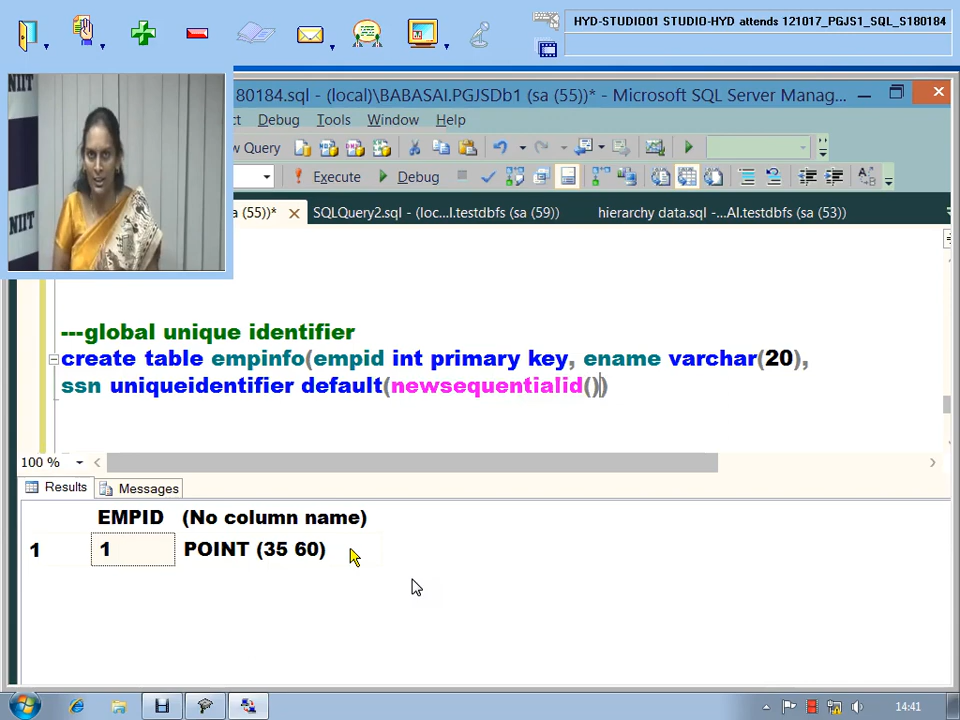 HYD-STUDIO01 STUDIO-HYD attends 121017_PGJS1_SQL_S180184
NIIT
NIIT
80184.sql - (local)\BABASAI.PGJSDb1 (sa (55))* - Microsoft SQL Server Manag...
ct Debug Tools Window Help
w Query
Execute Debug
a (55))* SQLQuery2.sql - (loc...l.testdbfs (sa (59)) hierarchy data.sql -...AI.testdbfs (sa (53))
---global unique identifier
create table empinfo(empid int primary key, ename varchar(20),
ssn uniqueidentifier default(newsequentialid())
100 %
Results Messages
EMPID (No column name)
1 1 POINT (35 60)
14:41